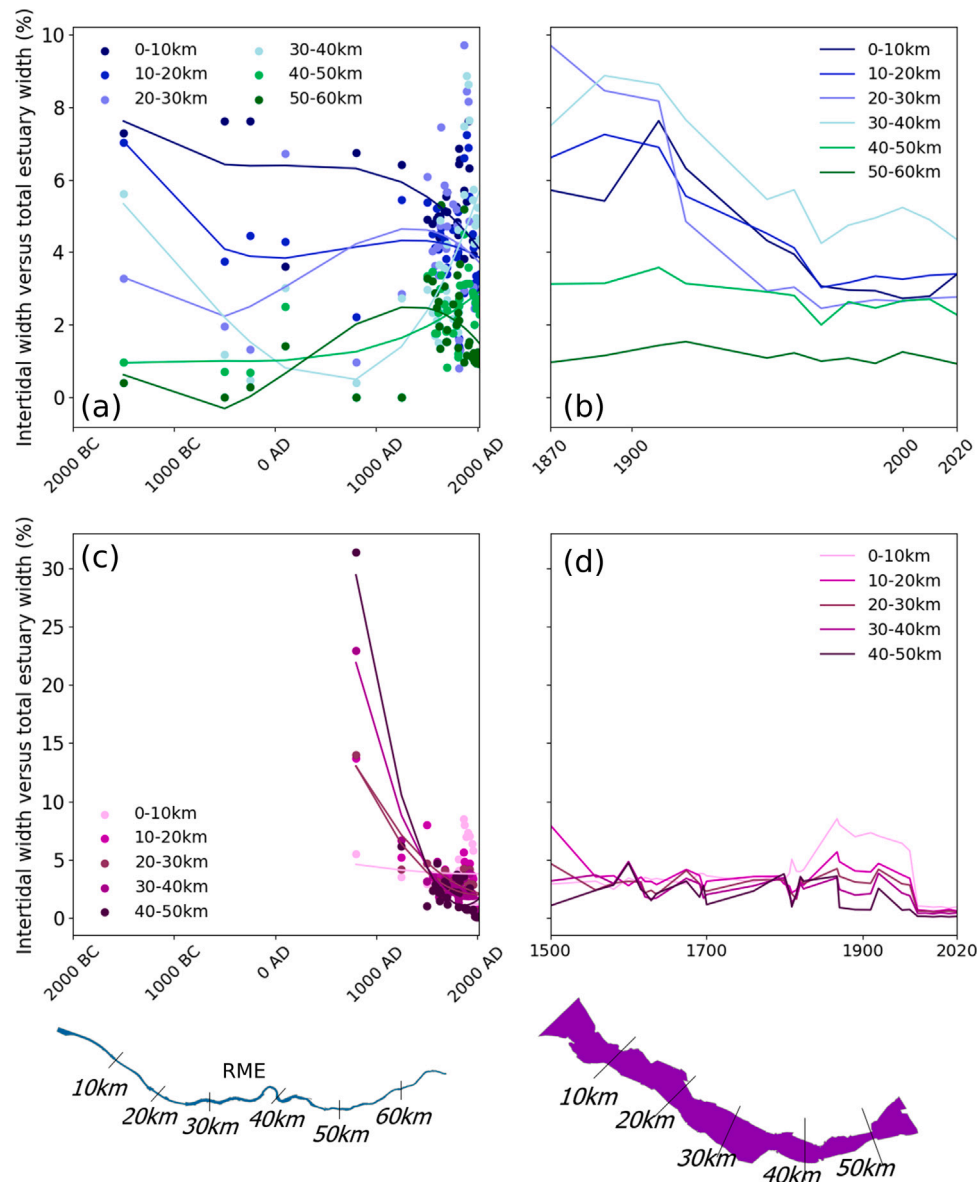 Intertidal width versus total estuary width (%)
10
8
6
4
2
0
0-10km
10-20km
20-30km
30-40km
40-50km
50-60km
(a)
2000 BC
1000 BC
0 AD
1000 AD
2000 AD
0-10km
10-20km
20-30km
30-40km
40-50km
50-60km
(b)
1870
1900
2000
2020
Intertidal width versus total estuary width (%)
30
25
20
15
10
5
0
(c)
0-10km
10-20km
20-30km
30-40km
40-50km
2000 BC
1000 BC
0 AD
1000 AD
2000 AD
(d)
0-10km
10-20km
20-30km
30-40km
40-50km
1500
1700
1900
2020
RME
10km
20km
30km
40km
50km
60km
10km
20km
30km
40km
50km